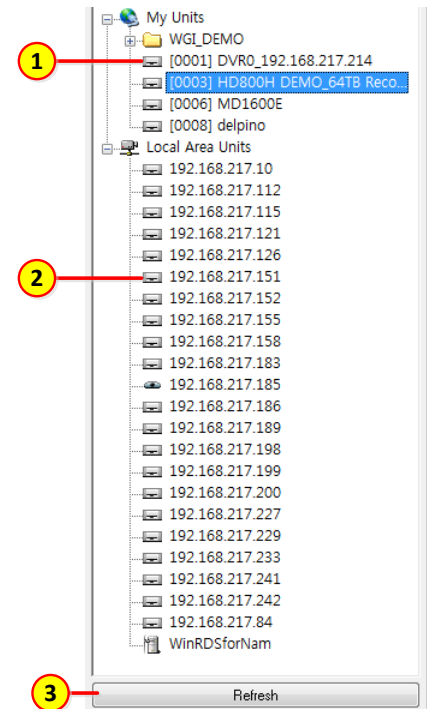 My Units
WGI_DEMO
1
[0001] DVR0_192.168.217.214
[0003] HD800H DEMO_64TB Reco...
[0006] MD1600E
[0008] delpino
Local Area Units
192.168.217.10
192.168.217.112
192.168.217.115
192.168.217.121
192.168.217.126
2
192.168.217.151
192.168.217.152
192.168.217.155
192.168.217.158
192.168.217.183
192.168.217.185
192.168.217.186
192.168.217.189
192.168.217.198
192.168.217.199
192.168.217.200
192.168.217.227
192.168.217.229
192.168.217.233
192.168.217.241
192.168.217.242
192.168.217.84
WinRDSforNam
3
Refresh